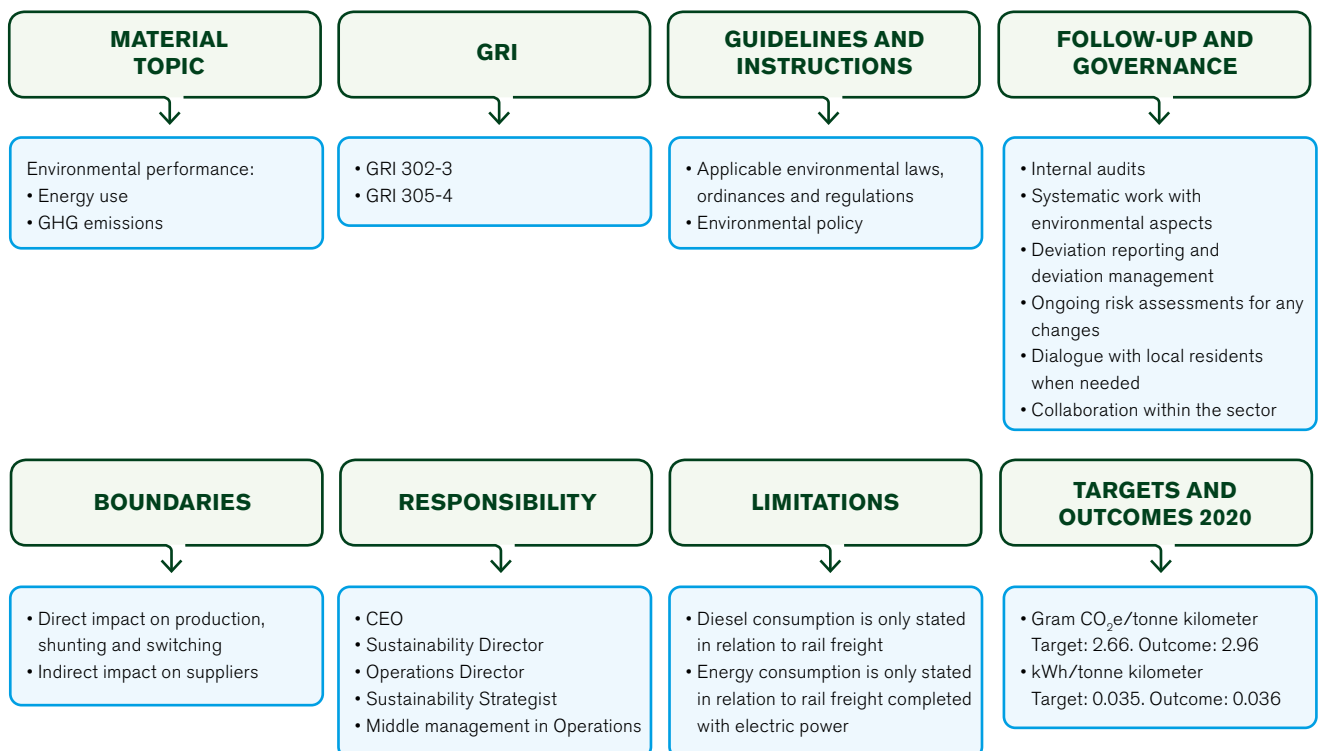 MATERIAL
TOPIC
Environmental performance:
• Energy use
• GHG emissions
GRI
• GRI 302-3
• GRI 305-4
GUIDELINES AND
INSTRUCTIONS
• Applicable environmental laws,
ordinances and regulations
• Environmental policy
FOLLOW-UP AND
GOVERNANCE
• Internal audits
• Systematic work with
environmental aspects
• Deviation reporting and
deviation management
• Ongoing risk assessments for any
changes
• Dialogue with local residents
when needed
• Collaboration within the sector
BOUNDARIES
• Direct impact on production,
shunting and switching
• Indirect impact on suppliers
RESPONSIBILITY
• CEO
• Sustainability Director
• Operations Director
• Sustainability Strategist
• Middle management in Operations
LIMITATIONS
• Diesel consumption is only stated
in relation to rail freight
• Energy consumption is only stated
in relation to rail freight completed
with electric power
TARGETS AND
OUTCOMES 2020
• Gram CO₂e/tonne kilometer
Target: 2.66. Outcome: 2.96
• kWh/tonne kilometer
Target: 0.035. Outcome: 0.036